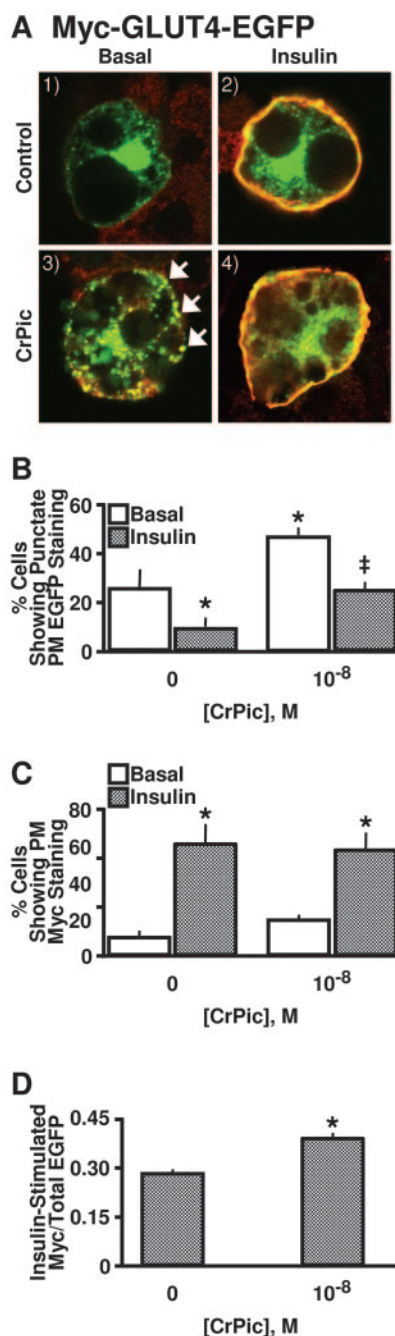 A Myc-GLUT4-EGFP
Basal Insulin
Control
1) 2)
CrPic
3) 4)
B
% Cells
Showing Punctate
PM EGFP Staining
60
40
20
0
Basal
Insulin
*
*
‡
0 10-8
[CrPic], M
C
% Cells
Showing PM
Myc Staining
80
60
20
0
Basal
Insulin
*
*
0 10-8
[CrPic], M
D
Insulin-Stimulated
Myc/Total EGFP
0.45
0.30
0.15
0
*
0 10-8
[CrPic], M